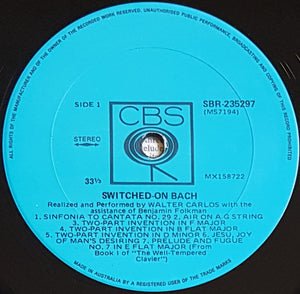 ALL RIGHTS OF THE MANUFACTURER AND OF THE OWNER OF THE RECORDED WORK RESERVED. UNAUTHORISED PUBLIC PERFORMANCE, BROADCASTING AND COPYING OF THIS RECORD PROHIBITED
SIDE 1
CBS
SBR-235297
(MS7194)
STEREO
33⅓
MX158722
SWITCHED-ON BACH
Realized and Performed by WALTER CARLOS with the
assistance of Benjamin Folkman
1. SINFONIA TO CANTATA NO. 29 2. AIR ON A G STRING
3. TWO-PART INVENTION IN F MAJOR
4. TWO-PART INVENTION IN B FLAT MAJOR
5. TWO-PART INVENTION IN D MINOR 6. JESU, JOY
OF MAN'S DESIRING 7. PRELUDE AND FUGUE
NO. 7 IN E FLAT MAJOR (From
Book I of "The Well-Tempered
Clavier")
MADE IN AUSTRALIA BY A REGISTERED USER OF THE TRADE MARKS